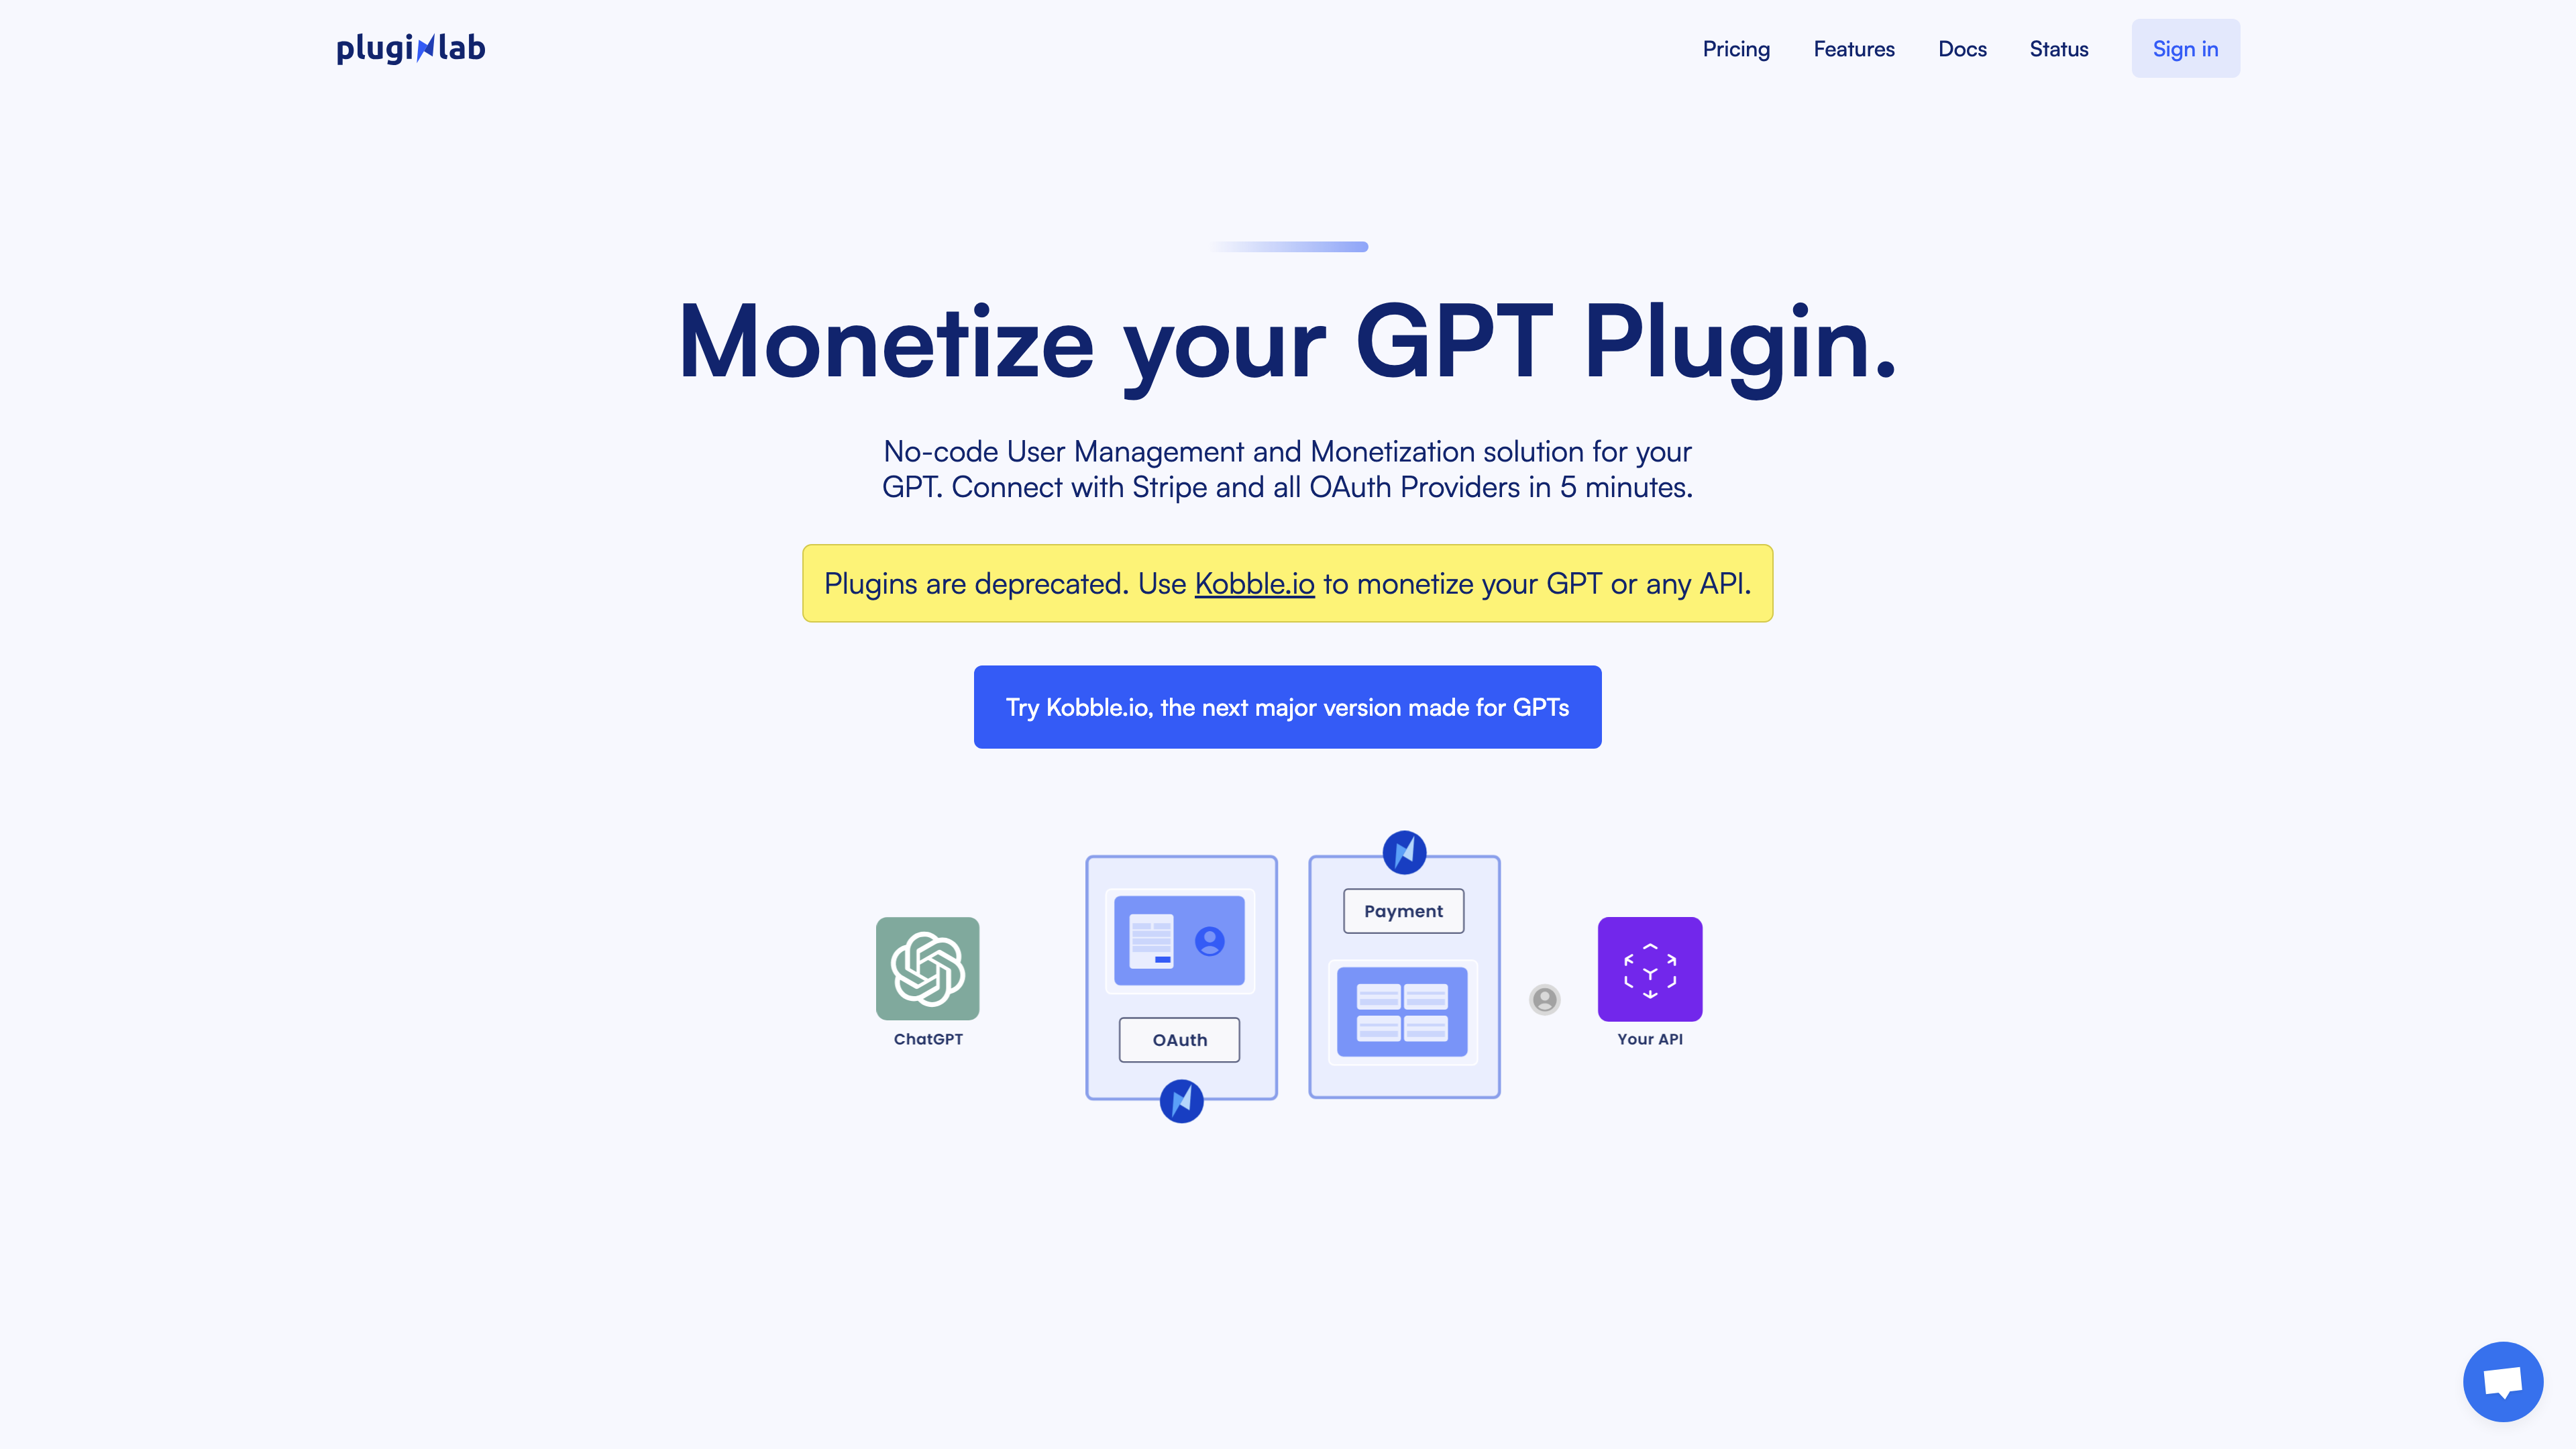 pluginlab
Pricing
Features
Docs
Status
Sign in
Monetize your GPT Plugin.
No-code User Management and Monetization solution for your
GPT. Connect with Stripe and all OAuth Providers in 5 minutes.
Plugins are deprecated. Use Kobble.io to monetize your GPT or any API.
Try Kobble.io, the next major version made for GPTs
ChatGPT
OAuth
Payment
Your API